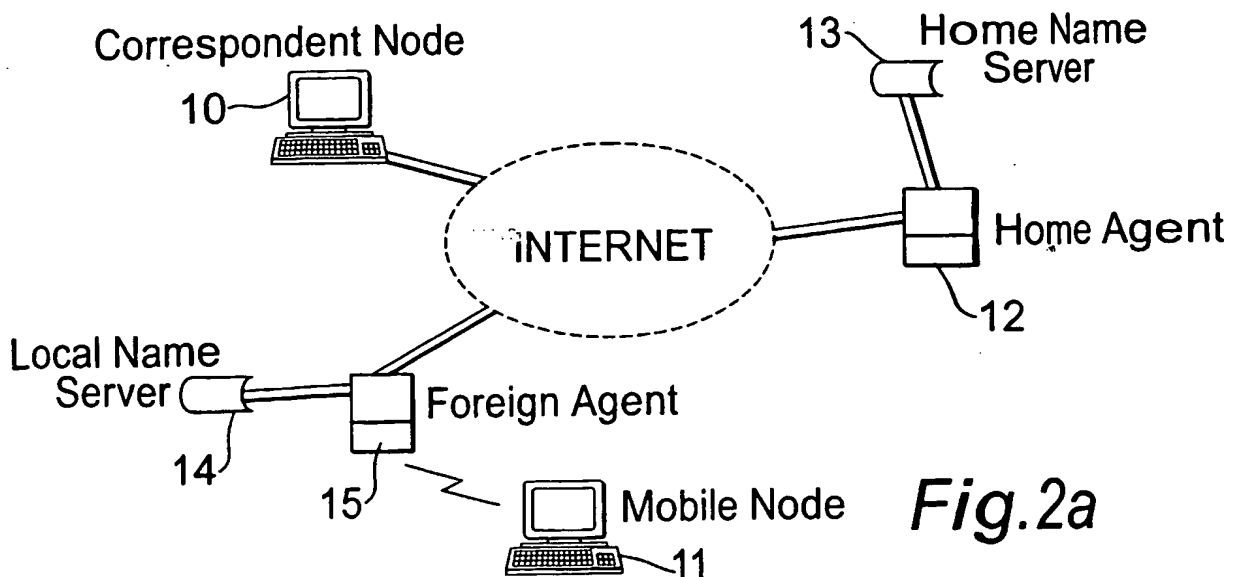 Correspondent Node
10
13
Home Name
Server
INTERNET
Home Agent
12
Local Name
Server
14
Foreign Agent
15
Mobile Node
11
Fig.2a